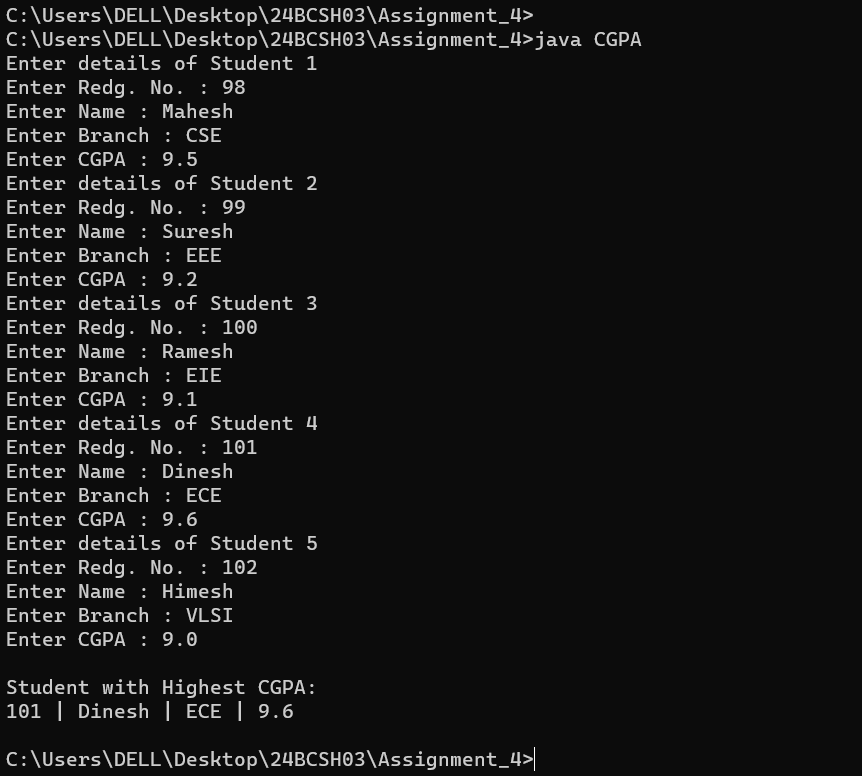 C:\Users\DELL\Desktop\24BCSH03\Assignment_4>
C:\Users\DELL\Desktop\24BCSH03\Assignment_4>java CGPA
Enter details of Student 1
Enter Redg. No. : 98
Enter Name : Mahesh
Enter Branch : CSE
Enter CGPA : 9.5
Enter details of Student 2
Enter Redg. No. : 99
Enter Name : Suresh
Enter Branch : EEE
Enter CGPA : 9.2
Enter details of Student 3
Enter Redg. No. : 100
Enter Name : Ramesh
Enter Branch : EIE
Enter CGPA : 9.1
Enter details of Student 4
Enter Redg. No. : 101
Enter Name : Dinesh
Enter Branch : ECE
Enter CGPA : 9.6
Enter details of Student 5
Enter Redg. No. : 102
Enter Name : Himesh
Enter Branch : VLSI
Enter CGPA : 9.0

Student with Highest CGPA:
101 | Dinesh | ECE | 9.6

C:\Users\DELL\Desktop\24BCSH03\Assignment_4>